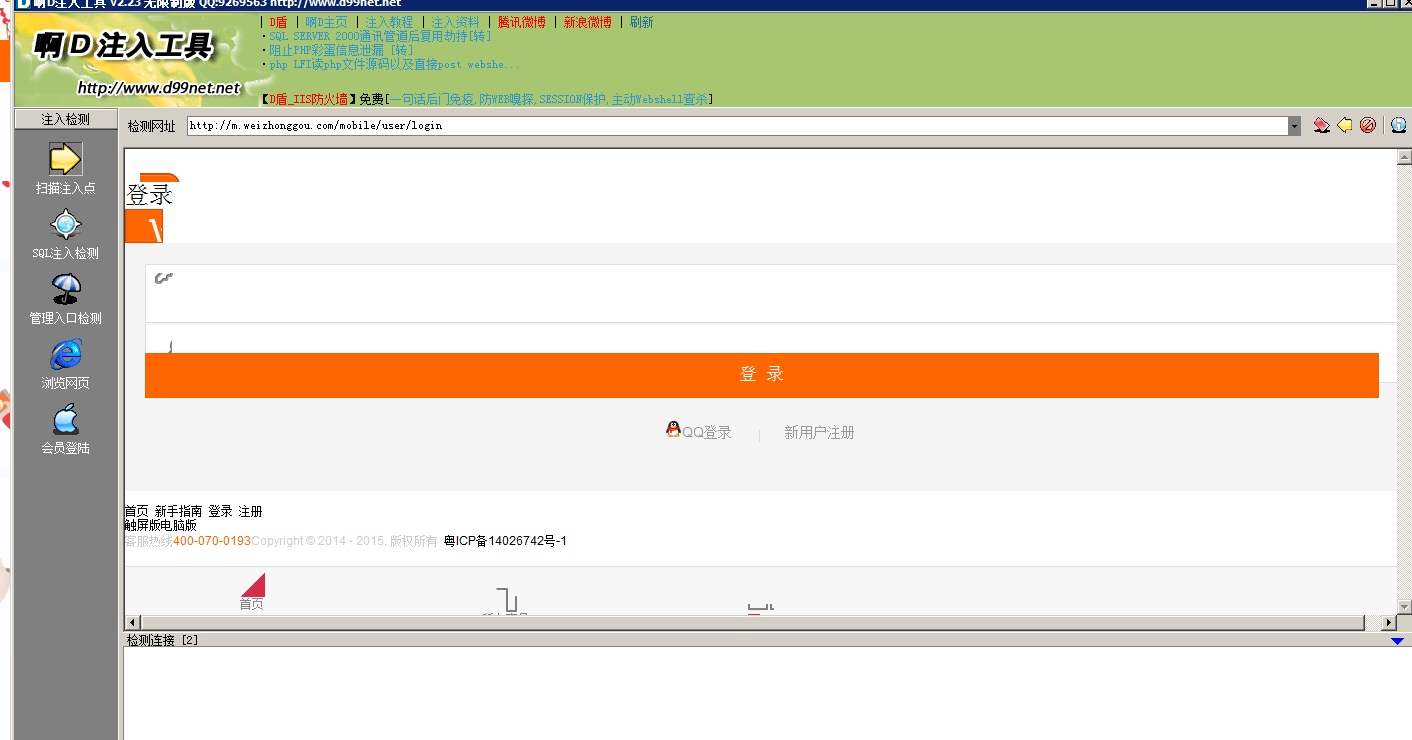 啊D注入工具 V2.23 无限制版 QQ:9269563 http://www.d99net.net
啊D注入工具
http://www.d99net.net
| D盾 | 啊D主页 | 注入教程 | 注入资料 | 腾讯微博 | 新浪微博 | 刷新
·SQL SERVER 2000通讯管道后复用劫持[转]
·阻止PHP彩蛋信息泄漏 [转]
·php LFI读php文件源码以及直接post webshe...
【D盾_IIS防火墙】免费[一句话后门免疫,防WEB嗅探,SESSION保护,主动Webshell查杀]
注入检测
扫描注入点
SQL注入检测
管理入口检测
浏览网页
会员登陆
检测网址 http://m.weizhonggou.com/mobile/user/login
登录
登 录
QQ登录 | 新用户注册
首页 新手指南 登录 注册
触屏版电脑版
客服热线400-070-0193Copyright © 2014 - 2015, 版权所有 粤ICP备14026742号-1
首页
检测连接 [2]